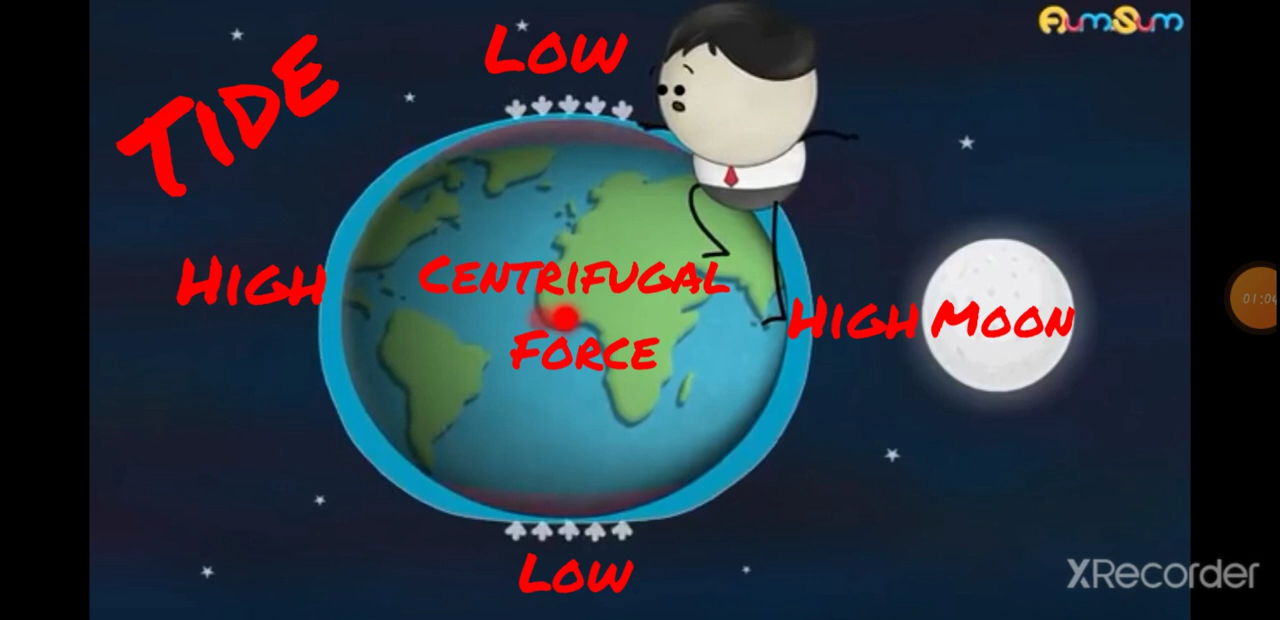 AumSum
TIDE
LOW
HIGH
CENTRIFUGAL
FORCE
HIGH
MOON
LOW
XRecorder